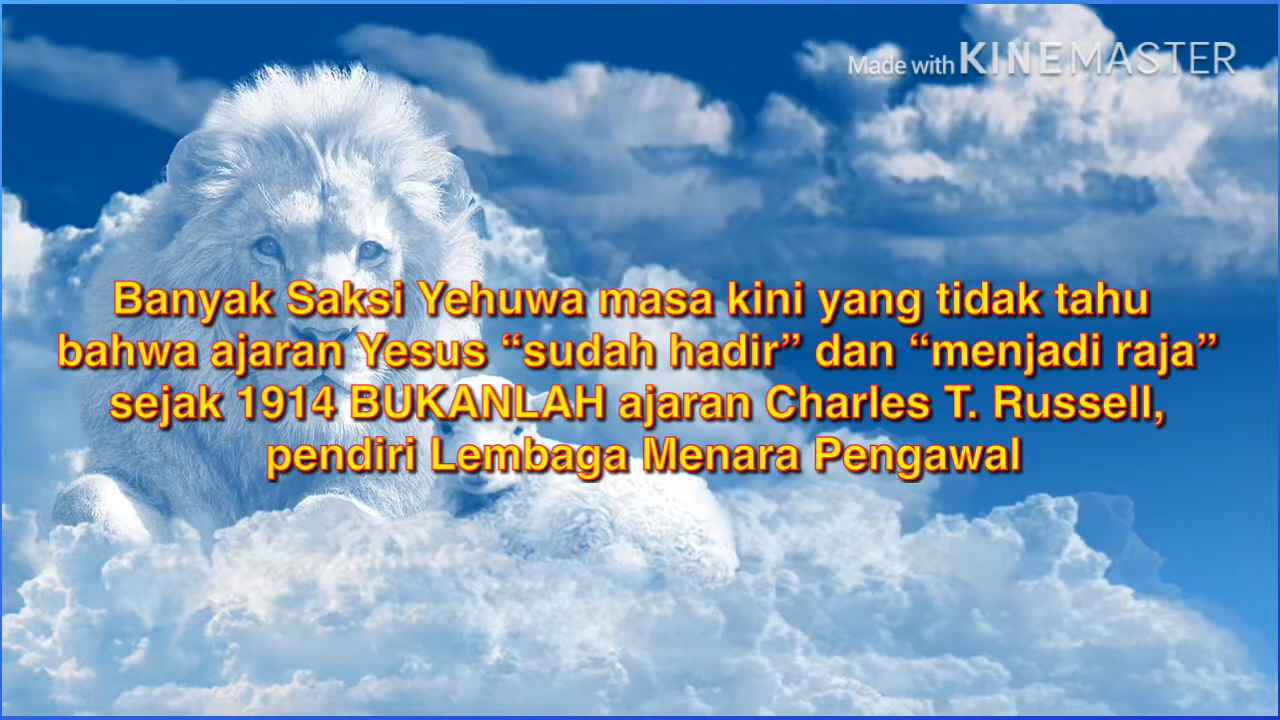 Made with KINEMASTER
Banyak Saksi Yehuwa masa kini yang tidak tahu
bahwa ajaran Yesus “sudah hadir” dan “menjadi raja”
sejak 1914 BUKANLAH ajaran Charles T. Russell,
pendiri Lembaga Menara Pengawal